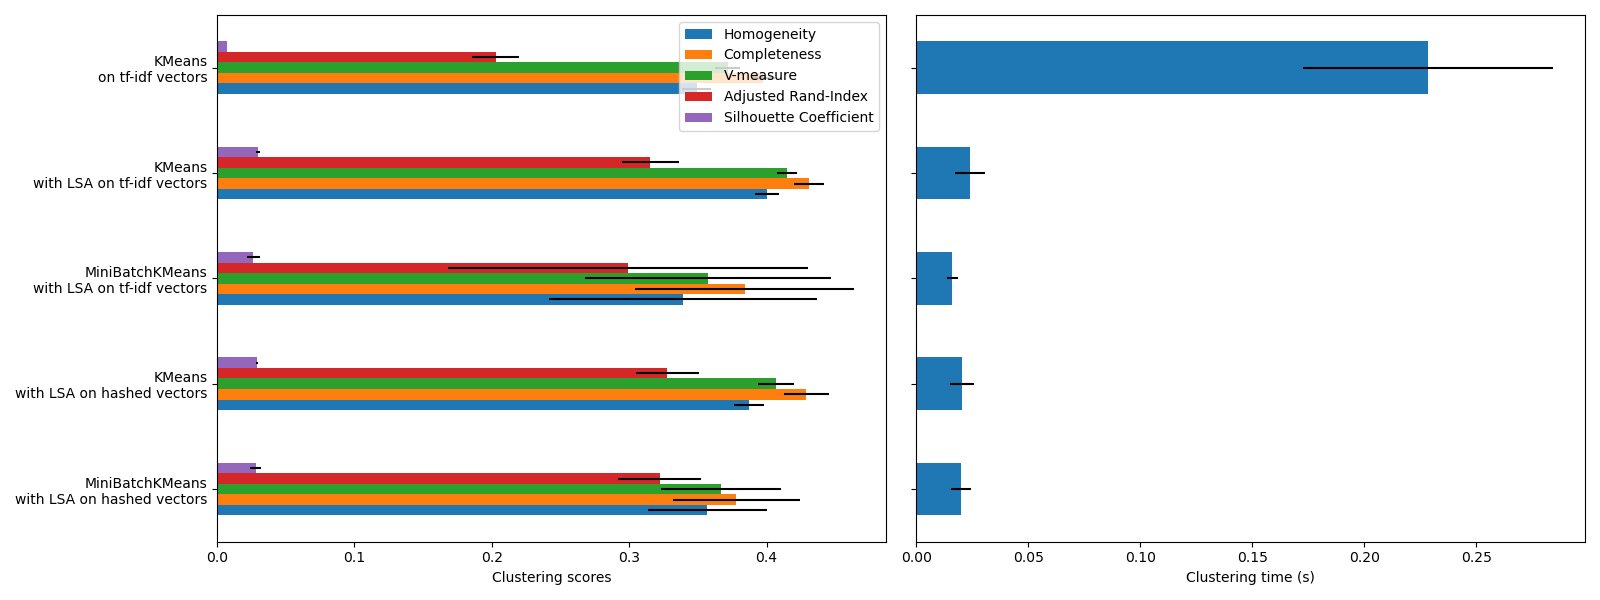 KMeans
on tf-idf vectors
KMeans
with LSA on tf-idf vectors
MiniBatchKMeans
with LSA on tf-idf vectors
KMeans
with LSA on hashed vectors
MiniBatchKMeans
with LSA on hashed vectors
Homogeneity
Completeness
V-measure
Adjusted Rand-Index
Silhouette Coefficient
0.0 0.1 0.2 0.3 0.4
Clustering scores
0.00 0.05 0.10 0.15 0.20 0.25
Clustering time (s)